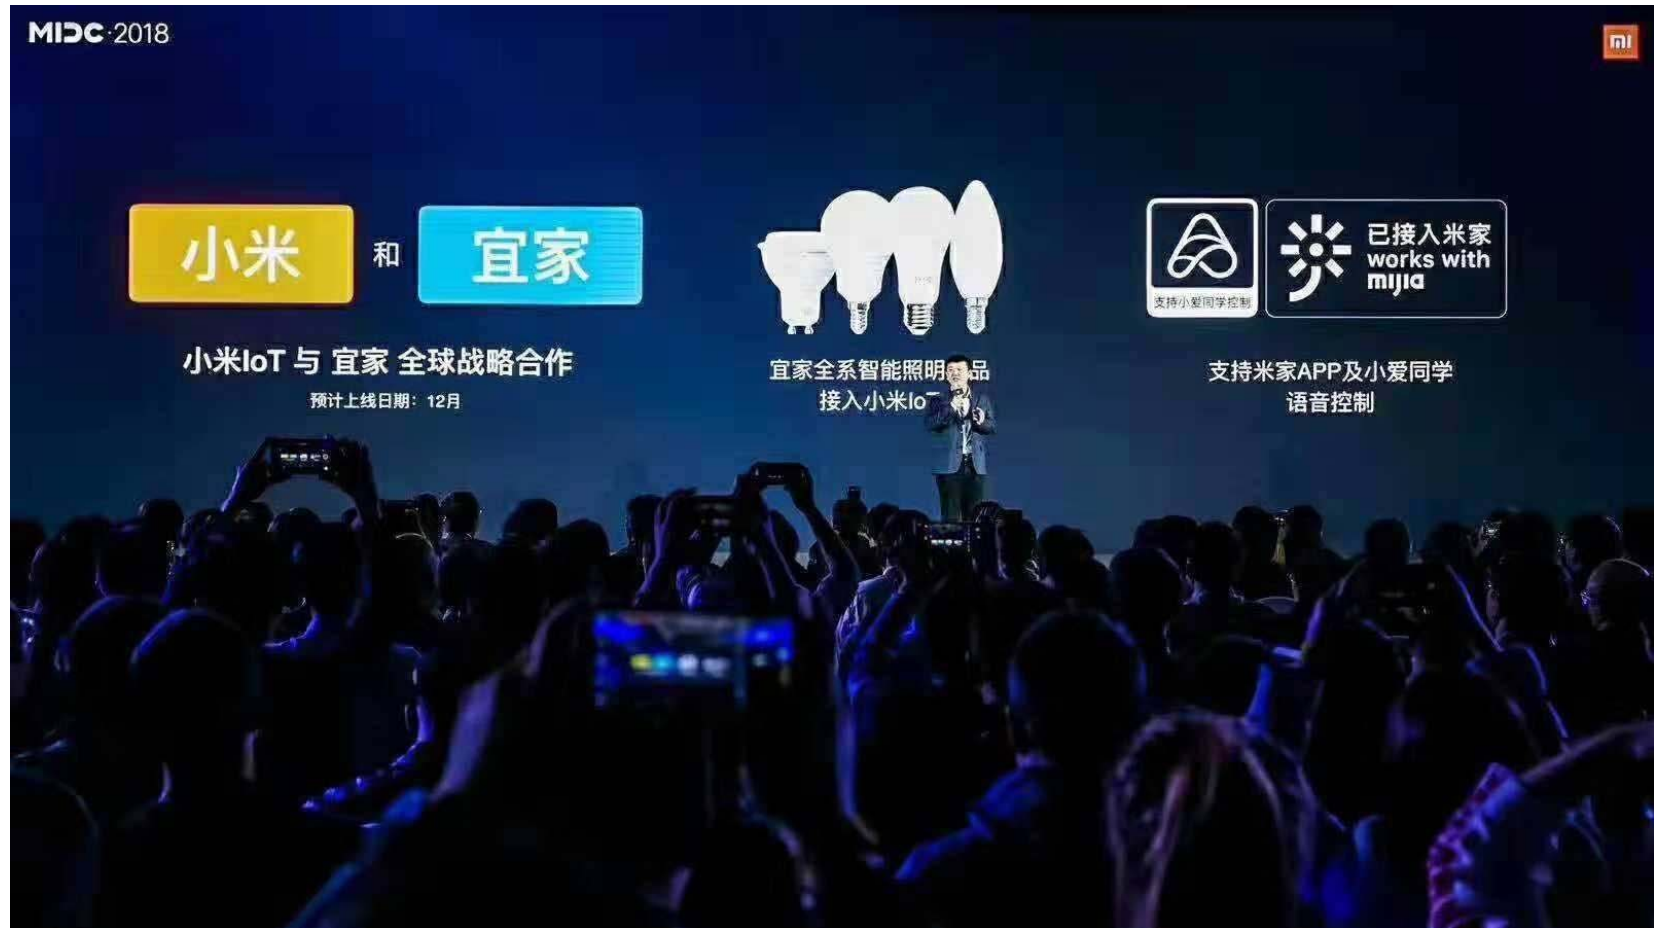 MIDC·2018
小米 和 宜家
小米IoT 与 宜家 全球战略合作
预计上线日期：12月
宜家全系智能照明 品
接入小米Io
支持小爱同学控制
已接入米家
works with
mijia
支持米家APP及小爱同学
语音控制